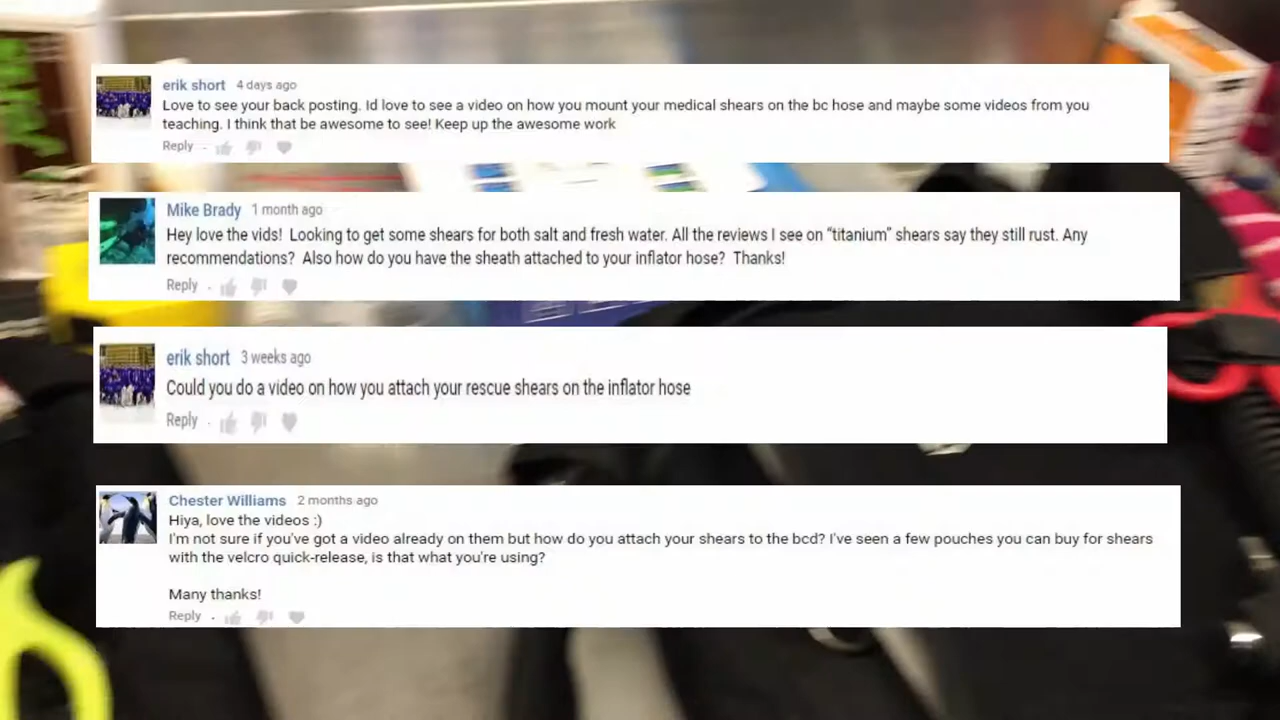 erik short 4 days ago
Love to see your back posting. Id love to see a video on how you mount your medical shears on the bc hose and maybe some videos from you
teaching. I think that be awesome to see! Keep up the awesome work
Reply
Mike Brady 1 month ago
Hey love the vids! Looking to get some shears for both salt and fresh water. All the reviews I see on “titanium” shears say they still rust. Any
recommendations? Also how do you have the sheath attached to your inflator hose? Thanks!
Reply
erik short 3 weeks ago
Could you do a video on how you attach your rescue shears on the inflator hose
Reply
Chester Williams 2 months ago
Hiya, love the videos :)
I'm not sure if you've got a video already on them but how do you attach your shears to the bcd? I've seen a few pouches you can buy for shears
with the velcro quick-release, is that what you're using?
Many thanks!
Reply